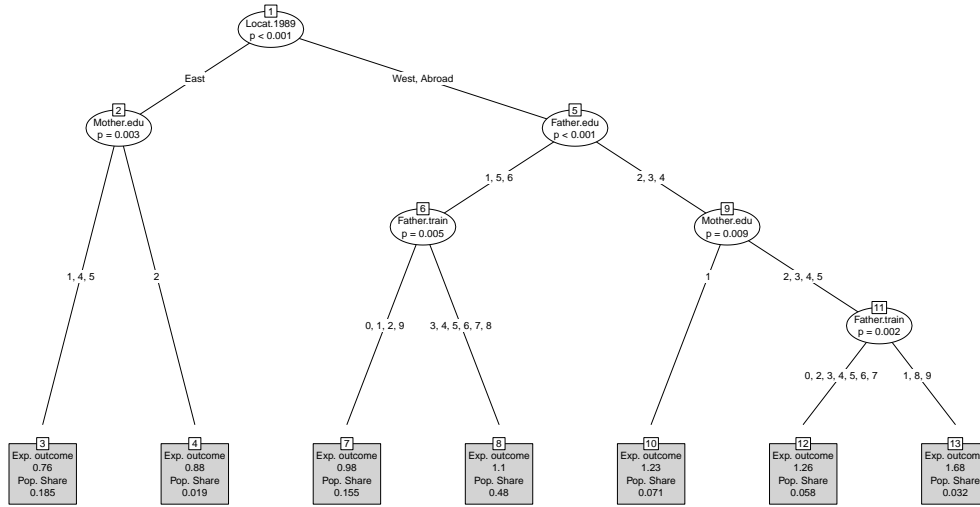 1
Locat.1989
p < 0.001
East
West, Abroad
2
Mother.edu
p = 0.003
5
Father.edu
p < 0.001
1, 5, 6
2, 3, 4
6
Father.train
p = 0.005
9
Mother.edu
p = 0.009
1, 4, 5
2
1
2, 3, 4, 5
11
Father.train
p = 0.002
0, 1, 2, 9
3, 4, 5, 6, 7, 8
0, 2, 3, 4, 5, 6, 7
1, 8, 9
3
Exp. outcome
0.76
Pop. Share
0.185
4
Exp. outcome
0.88
Pop. Share
0.019
7
Exp. outcome
0.98
Pop. Share
0.155
8
Exp. outcome
1.1
Pop. Share
0.48
10
Exp. outcome
1.23
Pop. Share
0.071
12
Exp. outcome
1.26
Pop. Share
0.058
13
Exp. outcome
1.68
Pop. Share
0.032